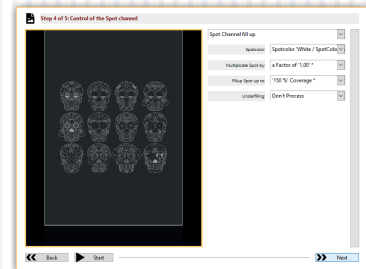 Step 4 of 5: Control of the Spot channel
Spot Channel fill up
Spotcolor: Spotcolor 'White / SpotColo
Multiplicate Spot by: a Factor of '1,00' *
Fillup Spot up to: '150 %' Coverage *
Underfilling: Don't Process
Back Start Next